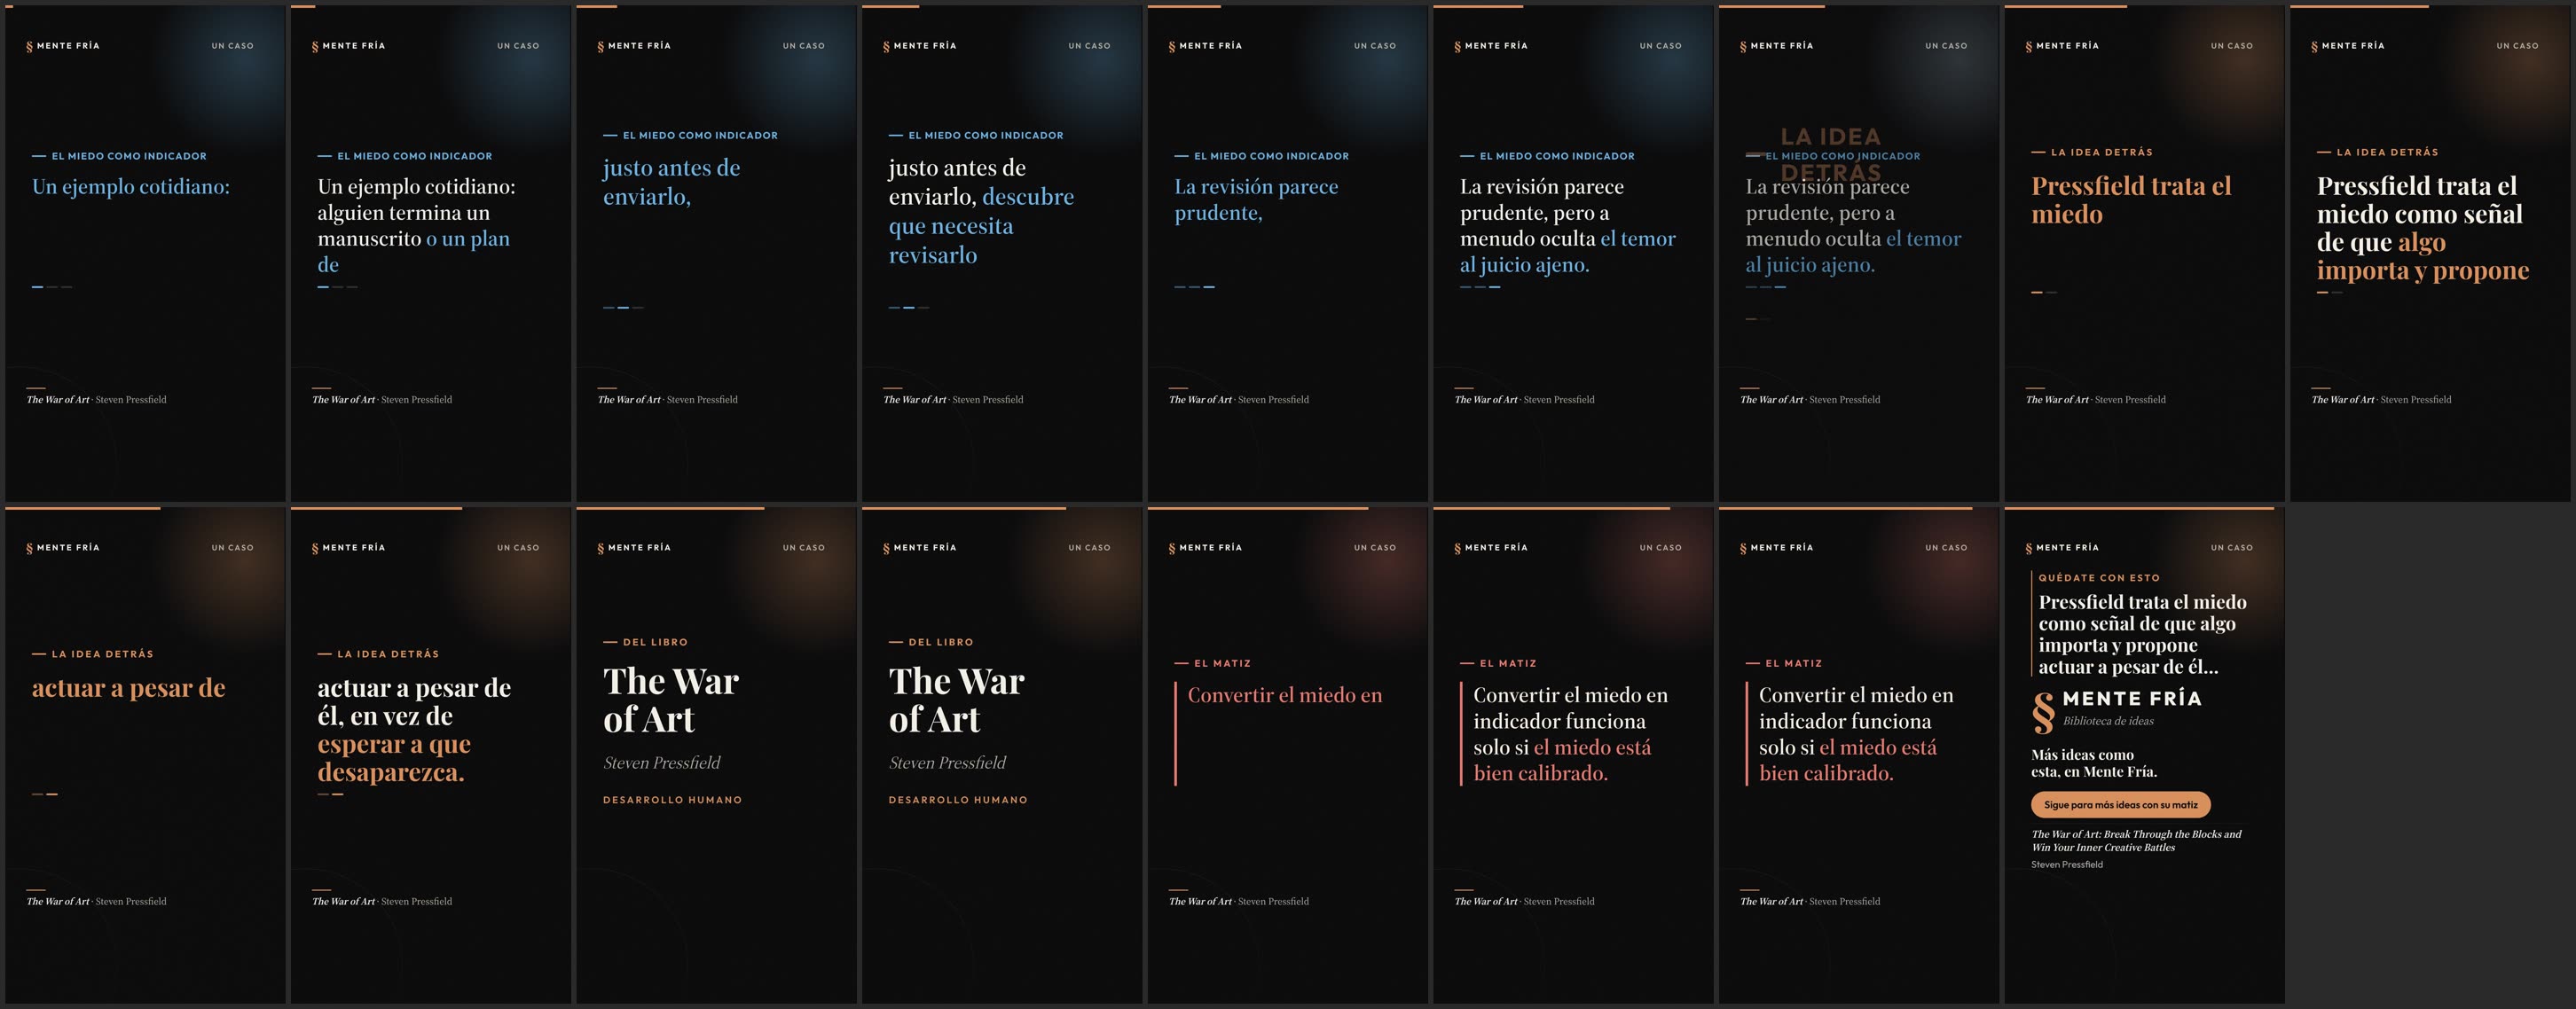 § MENTE FRÍA
UN CASO
EL MIEDO COMO INDICADOR
Un ejemplo cotidiano:
The War of Art · Steven Pressfield
§ MENTE FRÍA
UN CASO
EL MIEDO COMO INDICADOR
Un ejemplo cotidiano:
alguien termina un
manuscrito o un plan
de
The War of Art · Steven Pressfield
§ MENTE FRÍA
UN CASO
EL MIEDO COMO INDICADOR
justo antes de
enviarlo,
The War of Art · Steven Pressfield
§ MENTE FRÍA
UN CASO
EL MIEDO COMO INDICADOR
justo antes de
enviarlo, descubre
que necesita
revisarlo
The War of Art · Steven Pressfield
§ MENTE FRÍA
UN CASO
EL MIEDO COMO INDICADOR
La revisión parece
prudente,
The War of Art · Steven Pressfield
§ MENTE FRÍA
UN CASO
EL MIEDO COMO INDICADOR
La revisión parece
prudente, pero a
menudo oculta el temor
al juicio ajeno.
The War of Art · Steven Pressfield
§ MENTE FRÍA
UN CASO
LA IDEA
EL MIEDO COMO INDICADOR
DETRÁS
La revisión parece
prudente, pero a
menudo oculta el temor
al juicio ajeno.
The War of Art · Steven Pressfield
§ MENTE FRÍA
UN CASO
LA IDEA DETRÁS
Pressfield trata el
miedo
The War of Art · Steven Pressfield
§ MENTE FRÍA
UN CASO
LA IDEA DETRÁS
Pressfield trata el
miedo como señal
de que algo
importa y propone
The War of Art · Steven Pressfield
§ MENTE FRÍA
UN CASO
LA IDEA DETRÁS
actuar a pesar de
The War of Art · Steven Pressfield
§ MENTE FRÍA
UN CASO
LA IDEA DETRÁS
actuar a pesar de
él, en vez de
esperar a que
desaparezca.
The War of Art · Steven Pressfield
§ MENTE FRÍA
UN CASO
DEL LIBRO
The War
of Art
Steven Pressfield
DESARROLLO HUMANO
§ MENTE FRÍA
UN CASO
DEL LIBRO
The War
of Art
Steven Pressfield
DESARROLLO HUMANO
§ MENTE FRÍA
UN CASO
EL MATIZ
Convertir el miedo en
The War of Art · Steven Pressfield
§ MENTE FRÍA
UN CASO
EL MATIZ
Convertir el miedo en
indicador funciona
solo si el miedo está
bien calibrado.
The War of Art · Steven Pressfield
§ MENTE FRÍA
UN CASO
EL MATIZ
Convertir el miedo en
indicador funciona
solo si el miedo está
bien calibrado.
The War of Art · Steven Pressfield
§ MENTE FRÍA
UN CASO
QUÉDATE CON ESTO
Pressfield trata el miedo
como señal de que algo
importa y propone
actuar a pesar de él...
§ MENTE FRÍA
Biblioteca de ideas
Más ideas como
esta, en Mente Fría.
Sigue para más ideas con su matiz
The War of Art: Break Through the Blocks and
Win Your Inner Creative Battles
Steven Pressfield